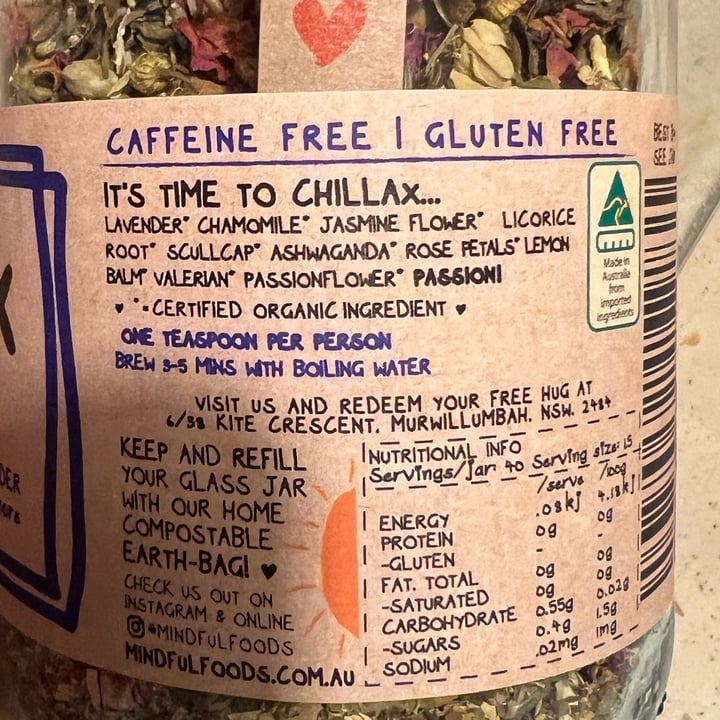 CAFFEINE FREE | GLUTEN FREE
IT'S TIME TO CHILLAX...
LAVENDER* CHAMOMILE* JASMINE FLOWER* LICORICE
ROOT* SCULLCAP* ASHWAGANDA* ROSE PETALS* LEMON
BALM* VALERIAN* PASSIONFLOWER* PASSION!
♥ *=CERTIFIED ORGANIC INGREDIENT ♥
ONE TEASPOON PER PERSON
BREW 3-5 MINS WITH BOILING WATER
Made in
Australia
from
imported
ingredients
BEST
SEE
VISIT US AND REDEEM YOUR FREE HUG AT
6/38 KITE CRESCENT, MURWILLUMBAH, NSW, 2484
KEEP AND REFILL
YOUR GLASS JAR
WITH OUR HOME
COMPOSTABLE
EARTH-BAG! ♥
CHECK US OUT ON
INSTAGRAM & ONLINE
@MINDFULFOODS
MINDFULFOODS.COM.AU
NUTRITIONAL INFO
Servings/jar 40 Serving size: 1.5
/serve /100g
ENERGY .08kj 4.18kj
PROTEIN 0g 0g
-GLUTEN - -
FAT. TOTAL 0g 0g
-SATURATED 0g 0g
CARBOHYDRATE 0.55g 0.02g
-SUGARS 0.4g 1.5g
SODIUM .02mg 1mg